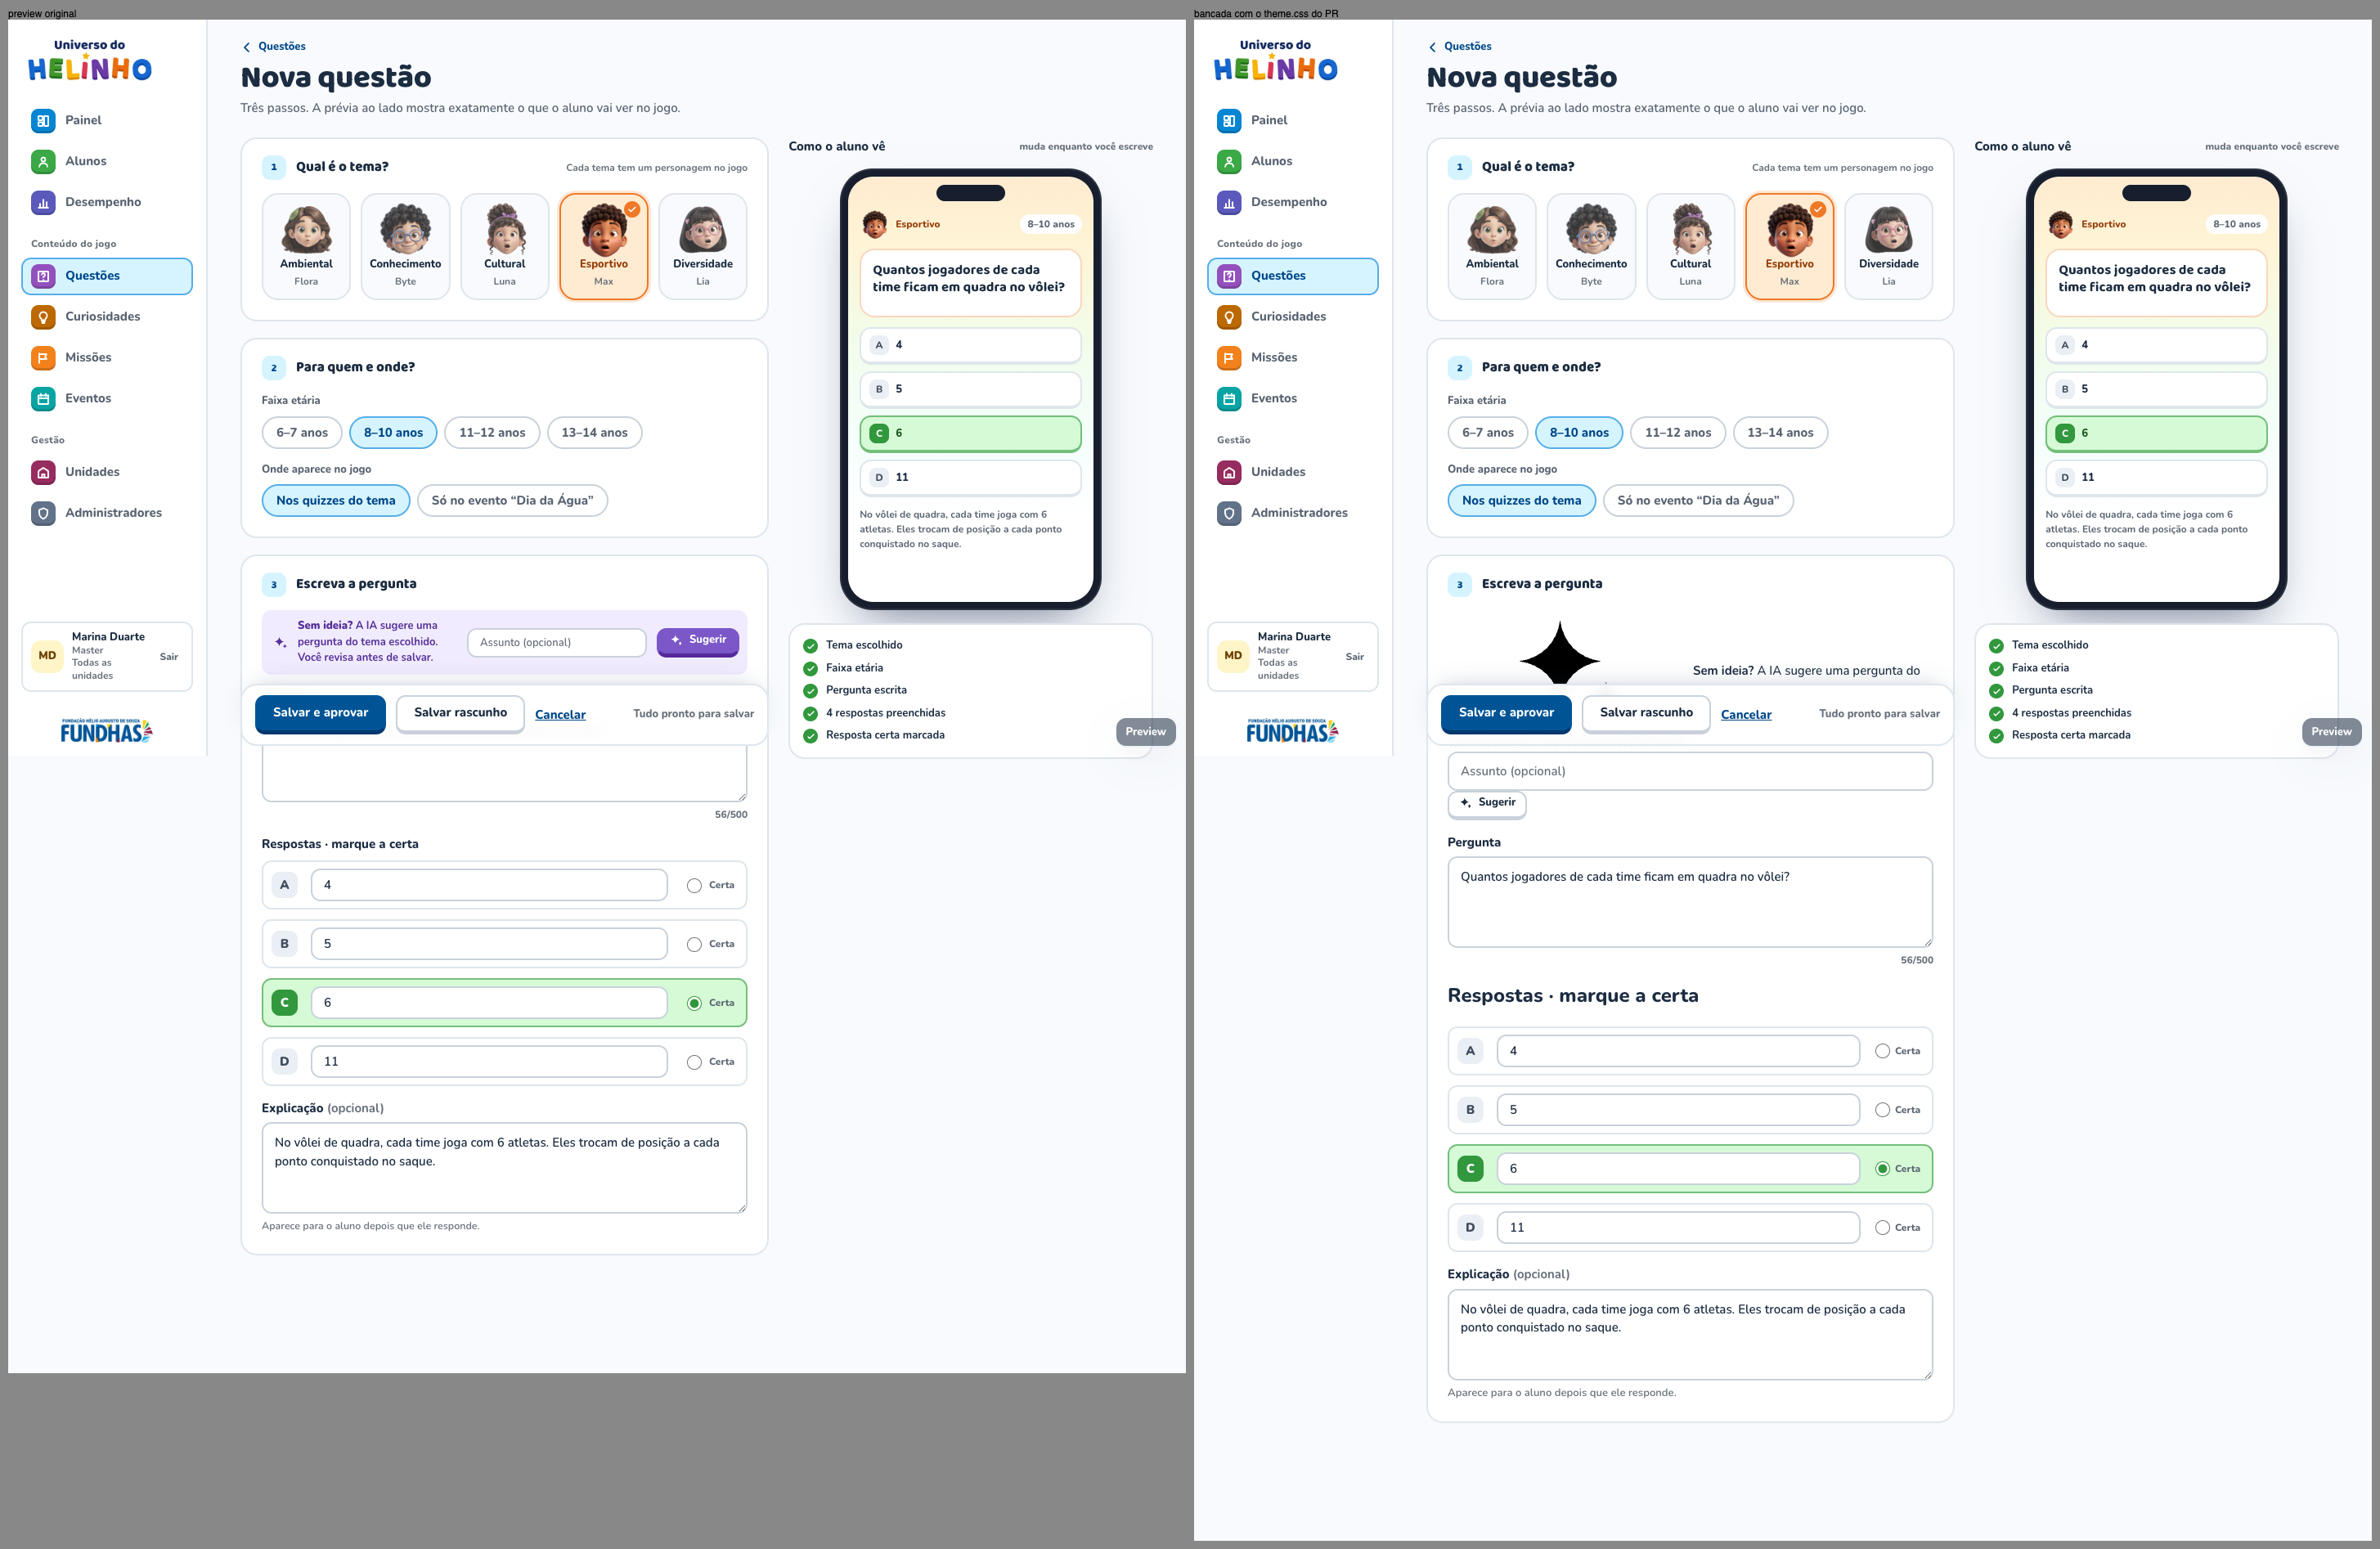 preview original
Universo do
HELINHO
Painel
Alunos
Desempenho
Conteúdo do jogo
Questões
Curiosidades
Missões
Eventos
Gestão
Unidades
Administradores
MD
Marina Duarte
Master
Todas as
unidades
Sair
FUNDAÇÃO HÉLIO AUGUSTO DE SOUZA
FUNDHAS
Questões
Nova questão
Três passos. A prévia ao lado mostra exatamente o que o aluno vai ver no jogo.
1
Qual é o tema?
Cada tema tem um personagem no jogo
Ambiental
Flora
Conhecimento
Byte
Cultural
Luna
Esportivo
Max
Diversidade
Lia
2
Para quem e onde?
Faixa etária
6–7 anos
8–10 anos
11–12 anos
13–14 anos
Onde aparece no jogo
Nos quizzes do tema
Só no evento “Dia da Água”
3
Escreva a pergunta
Sem ideia? A IA sugere uma
pergunta do tema escolhido.
Você revisa antes de salvar.
Assunto (opcional)
Sugerir
Salvar e aprovar
Salvar rascunho
Cancelar
Tudo pronto para salvar
56/500
Respostas · marque a certa
A
4
Certa
B
5
Certa
C
6
Certa
D
11
Certa
Explicação (opcional)
No vôlei de quadra, cada time joga com 6 atletas. Eles trocam de posição a cada
ponto conquistado no saque.
Aparece para o aluno depois que ele responde.
Como o aluno vê
muda enquanto você escreve
Esportivo
8–10 anos
Quantos jogadores de cada
time ficam em quadra no vôlei?
A
4
B
5
C
6
D
11
No vôlei de quadra, cada time joga com 6
atletas. Eles trocam de posição a cada ponto
conquistado no saque.
Tema escolhido
Faixa etária
Pergunta escrita
4 respostas preenchidas
Resposta certa marcada
Preview
bancada com o theme.css do PR
Universo do
HELINHO
Painel
Alunos
Desempenho
Conteúdo do jogo
Questões
Curiosidades
Missões
Eventos
Gestão
Unidades
Administradores
MD
Marina Duarte
Master
Todas as
unidades
Sair
FUNDAÇÃO HÉLIO AUGUSTO DE SOUZA
FUNDHAS
Questões
Nova questão
Três passos. A prévia ao lado mostra exatamente o que o aluno vai ver no jogo.
1
Qual é o tema?
Cada tema tem um personagem no jogo
Ambiental
Flora
Conhecimento
Byte
Cultural
Luna
Esportivo
Max
Diversidade
Lia
2
Para quem e onde?
Faixa etária
6–7 anos
8–10 anos
11–12 anos
13–14 anos
Onde aparece no jogo
Nos quizzes do tema
Só no evento “Dia da Água”
3
Escreva a pergunta
Sem ideia? A IA sugere uma pergunta do
Salvar e aprovar
Salvar rascunho
Cancelar
Tudo pronto para salvar
Assunto (opcional)
Sugerir
Pergunta
Quantos jogadores de cada time ficam em quadra no vôlei?
56/500
Respostas · marque a certa
A
4
Certa
B
5
Certa
C
6
Certa
D
11
Certa
Explicação (opcional)
No vôlei de quadra, cada time joga com 6 atletas. Eles trocam de posição a cada
ponto conquistado no saque.
Aparece para o aluno depois que ele responde.
Como o aluno vê
muda enquanto você escreve
Esportivo
8–10 anos
Quantos jogadores de cada
time ficam em quadra no vôlei?
A
4
B
5
C
6
D
11
No vôlei de quadra, cada time joga com 6
atletas. Eles trocam de posição a cada ponto
conquistado no saque.
Tema escolhido
Faixa etária
Pergunta escrita
4 respostas preenchidas
Resposta certa marcada
Preview